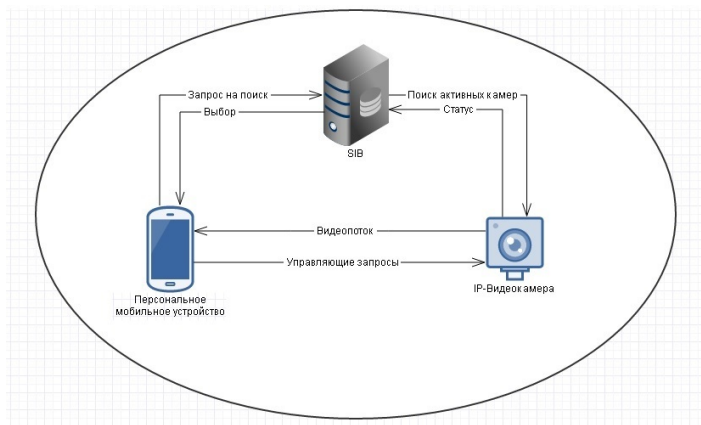 Запрос на поиск
Поиск активных камер
Выбор
Статус
SIB
Видеопоток
Управляющие запросы
Персональное
мобильное устройство
IP-Видеокамера